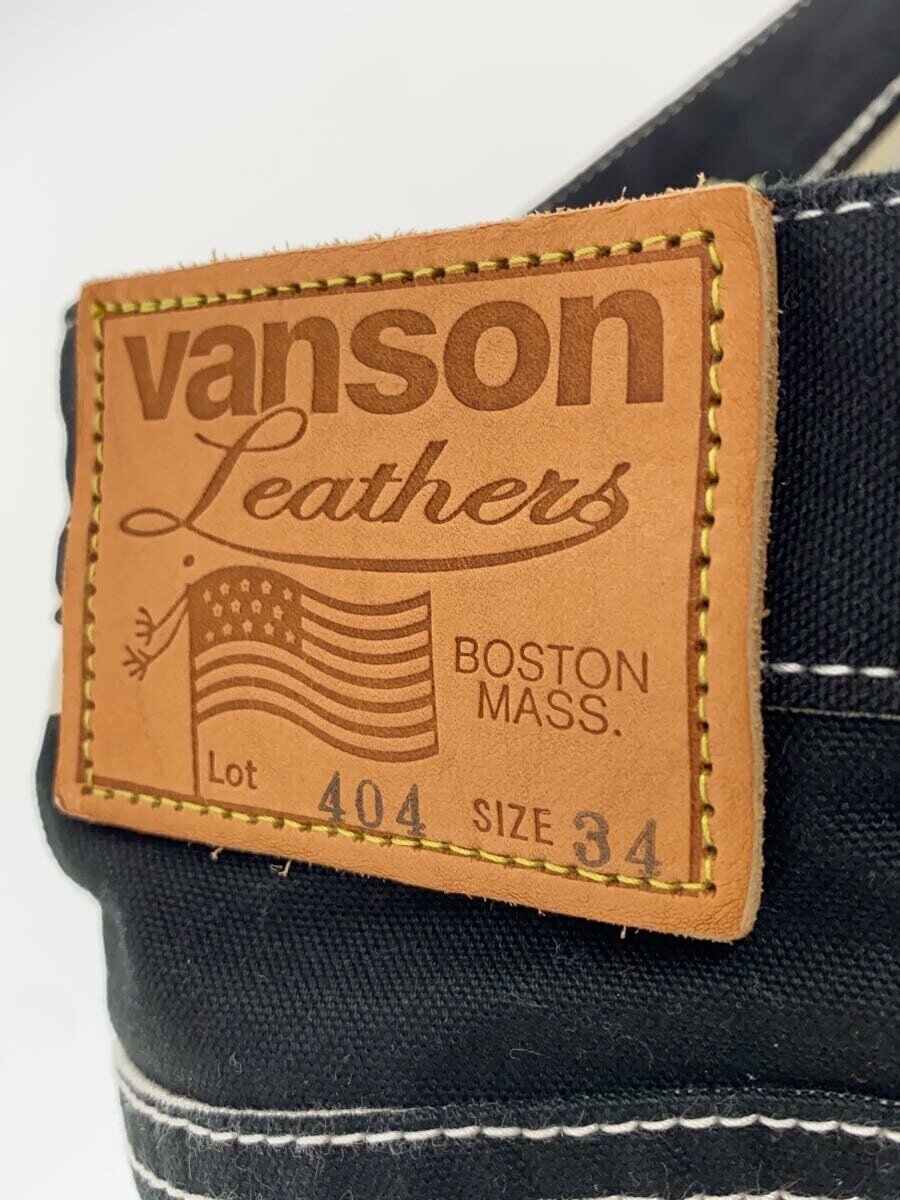 vanson
Leathers
BOSTON
MASS.
Lot 404 SIZE 34